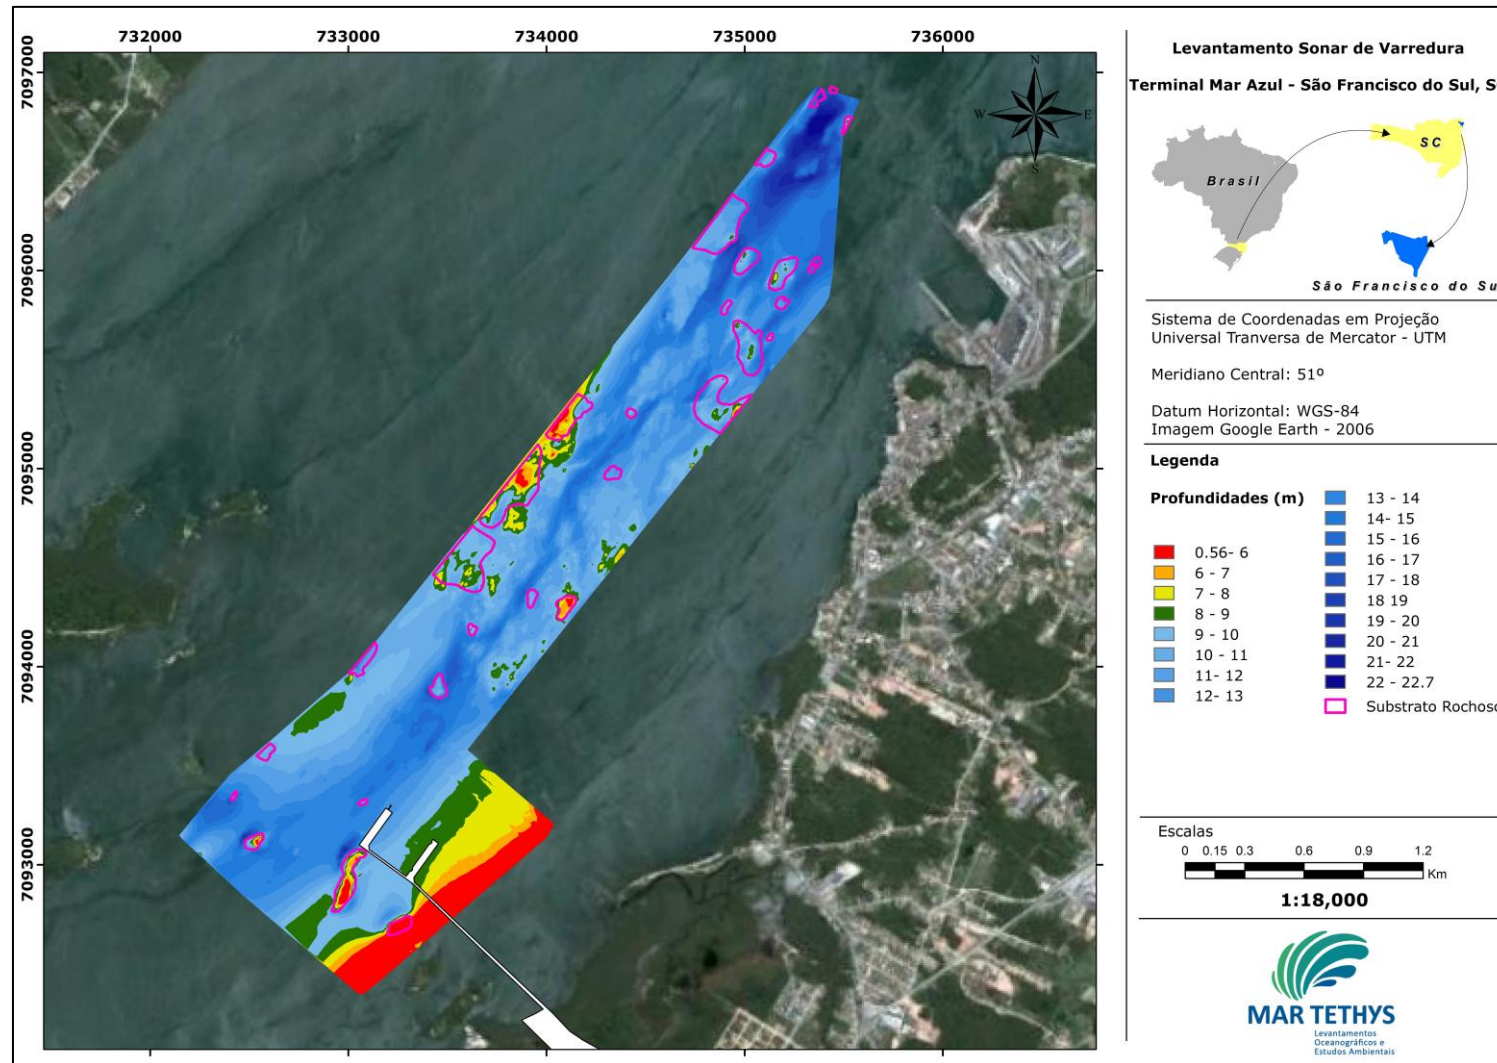 732000 733000 734000 735000 736000
7097000
7096000
7095000
7094000
7093000
N
W E
S
Levantamento Sonar de Varredura
Terminal Mar Azul - São Francisco do Sul, S
Brasil
SC
São Francisco do Su
Sistema de Coordenadas em Projeção
Universal Tranversa de Mercator - UTM
Meridiano Central: 51º
Datum Horizontal: WGS-84
Imagem Google Earth - 2006
Legenda
Profundidades (m)
0.56- 6
6 - 7
7 - 8
8 - 9
9 - 10
10 - 11
11- 12
12- 13
13 - 14
14- 15
15 - 16
16 - 17
17 - 18
18 19
19 - 20
20 - 21
21- 22
22 - 22.7
Substrato Rochoso
Escalas
0 0.15 0.3 0.6 0.9 1.2
Km
1:18,000
MAR TETHYS
Levantamentos
Oceanográficos e
Estudos Ambientais